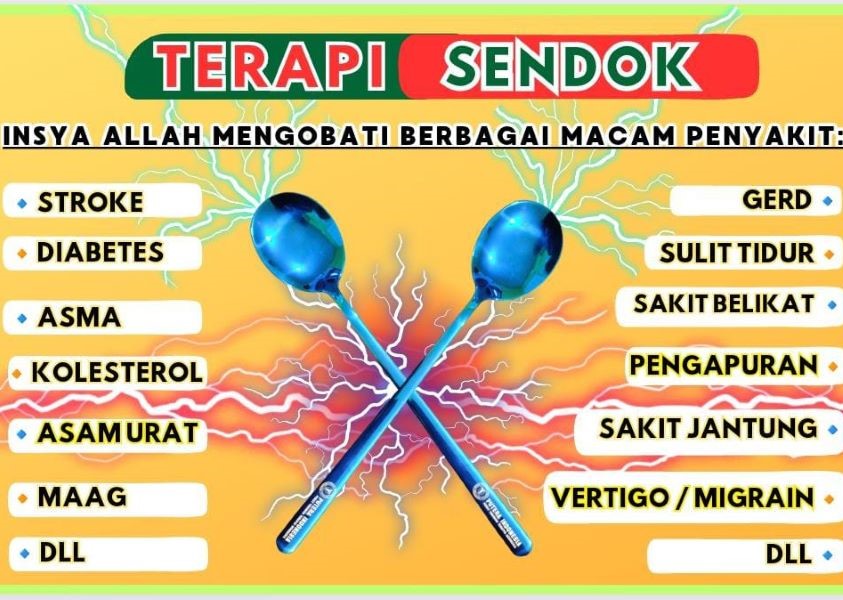 TERAPI SENDOK
INSYA ALLAH MENGOBATI BERBAGAI MACAM PENYAKIT:
STROKE
DIABETES
ASMA
KOLESTEROL
ASAM URAT
MAAG
DLL
GERD
SULIT TIDUR
SAKIT BELIKAT
PENGAPURAN
SAKIT JANTUNG
VERTIGO / MIGRAIN
DLL